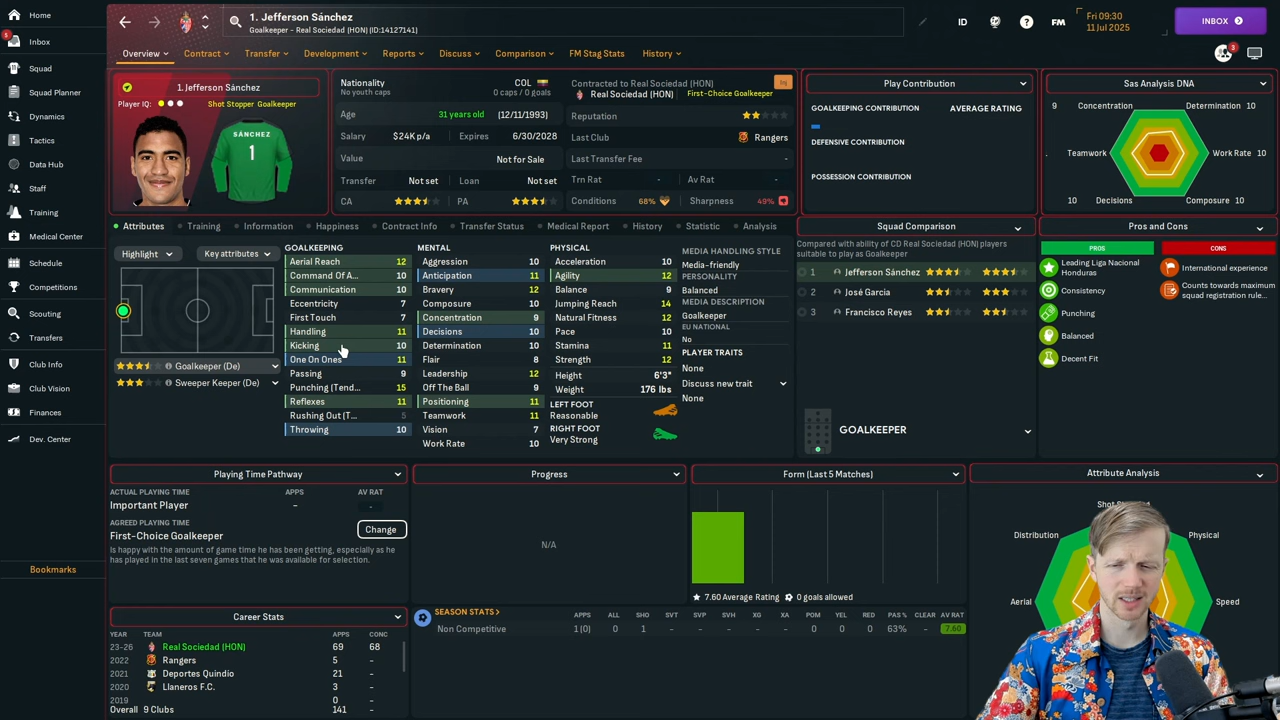 Home
1. Jefferson Sánchez
Goalkeeper - Real Sociedad (HON) (ID:14127141)
ID
FM
Fri 09:30
11 Jul 2025
INBOX
5
Inbox
Squad
Squad Planner
Dynamics
Tactics
Data Hub
Staff
Training
Medical Center
Schedule
Competitions
Scouting
Transfers
Club Info
Club Vision
Finances
Dev. Center
Bookmarks
Overview
Contract
Transfer
Development
Reports
Discuss
Comparison
FM Stag Stats
History
3
1. Jefferson Sánchez
Player IQ:
Shot Stopper Goalkeeper
SÁNCHEZ
1
Nationality
No youth caps
COL
0 caps / 0 goals
Age
31 years old (12/11/1993)
Salary $24K p/a Expires 6/30/2028
Value Not for Sale
Transfer Not set Loan Not set
CA PA
Contracted to Real Sociedad (HON)
Real Sociedad (HON) First-Choice Goalkeeper
Inj
Reputation
Last Club Rangers
Last Transfer Fee -
Trn Rat - Av Rat -
Conditions 68% Sharpness 49%
Play Contribution
GOALKEEPING CONTRIBUTION
AVERAGE RATING
DEFENSIVE CONTRIBUTION
POSSESSION CONTRIBUTION
Sas Analysis DNA
9 Concentration Determination 10
Teamwork Work Rate 10
10 Decisions Composure 10
Attributes
Training
Information
Happiness
Contract Info
Transfer Status
Medical Report
History
Statistic
Analysis
Highlight
Key attributes
Goalkeeper (De)
Sweeper Keeper (De)
GOALKEEPING
Aerial Reach 12
Command Of A... 10
Communication 10
Eccentricity 7
First Touch 7
Handling 11
Kicking 10
One On Ones 11
Passing 9
Punching (Tend... 15
Reflexes 11
Rushing Out (T... 5
Throwing 10
MENTAL
Aggression 10
Anticipation 11
Bravery 12
Composure 10
Concentration 9
Decisions 10
Determination 10
Flair 8
Leadership 12
Off The Ball 9
Positioning 11
Teamwork 11
Vision 7
Work Rate 10
PHYSICAL
Acceleration 10
Agility 12
Balance 9
Jumping Reach 14
Natural Fitness 12
Pace 10
Stamina 11
Strength 12
Height 6'3"
Weight 176 lbs
LEFT FOOT
Reasonable
RIGHT FOOT
Very Strong
MEDIA HANDLING STYLE
Media-friendly
PERSONALITY
Balanced
MEDIA DESCRIPTION
Goalkeeper
EU NATIONAL
No
PLAYER TRAITS
None
Discuss new trait
None
Squad Comparison
Compared with ability of CD Real Sociedad (HON) players
suitable to play as Goalkeeper
1 Jefferson Sánchez
2 José Garcia
3 Francisco Reyes
GOALKEEPER
Pros and Cons
PROS
Leading Liga Nacional
Honduras
Consistency
Punching
Balanced
Decent Fit
CONS
International experience
Counts towards maximum
squad registration rule...
Playing Time Pathway
ACTUAL PLAYING TIME APPS AV RAT
Important Player - -
AGREED PLAYING TIME
First-Choice Goalkeeper
Change
Is happy with the amount of game time he has been getting, especially as he
has played in the last seven games that he was available for selection.
Progress
N/A
Form (Last 5 Matches)
7.60 Average Rating 0 goals allowed
Attribute Analysis
Distribution
Physical
Aerial
Speed
Career Stats
YEAR TEAM APPS CONC
23-26 Real Sociedad (HON) 69 68
2022 Rangers 5 -
2021 Deportes Quindío 21 -
2020 Llaneros F.C. 3 -
2019 0 -
Overall 9 Clubs 141 -
SEASON STATS> APPS ALL SHO SVT SVP SVH XG XA POM YEL RED PAS % CLEAR AV RAT
Non Competitive 1(0) 0 1 - - - - - 0 0 0 63% - 7.60